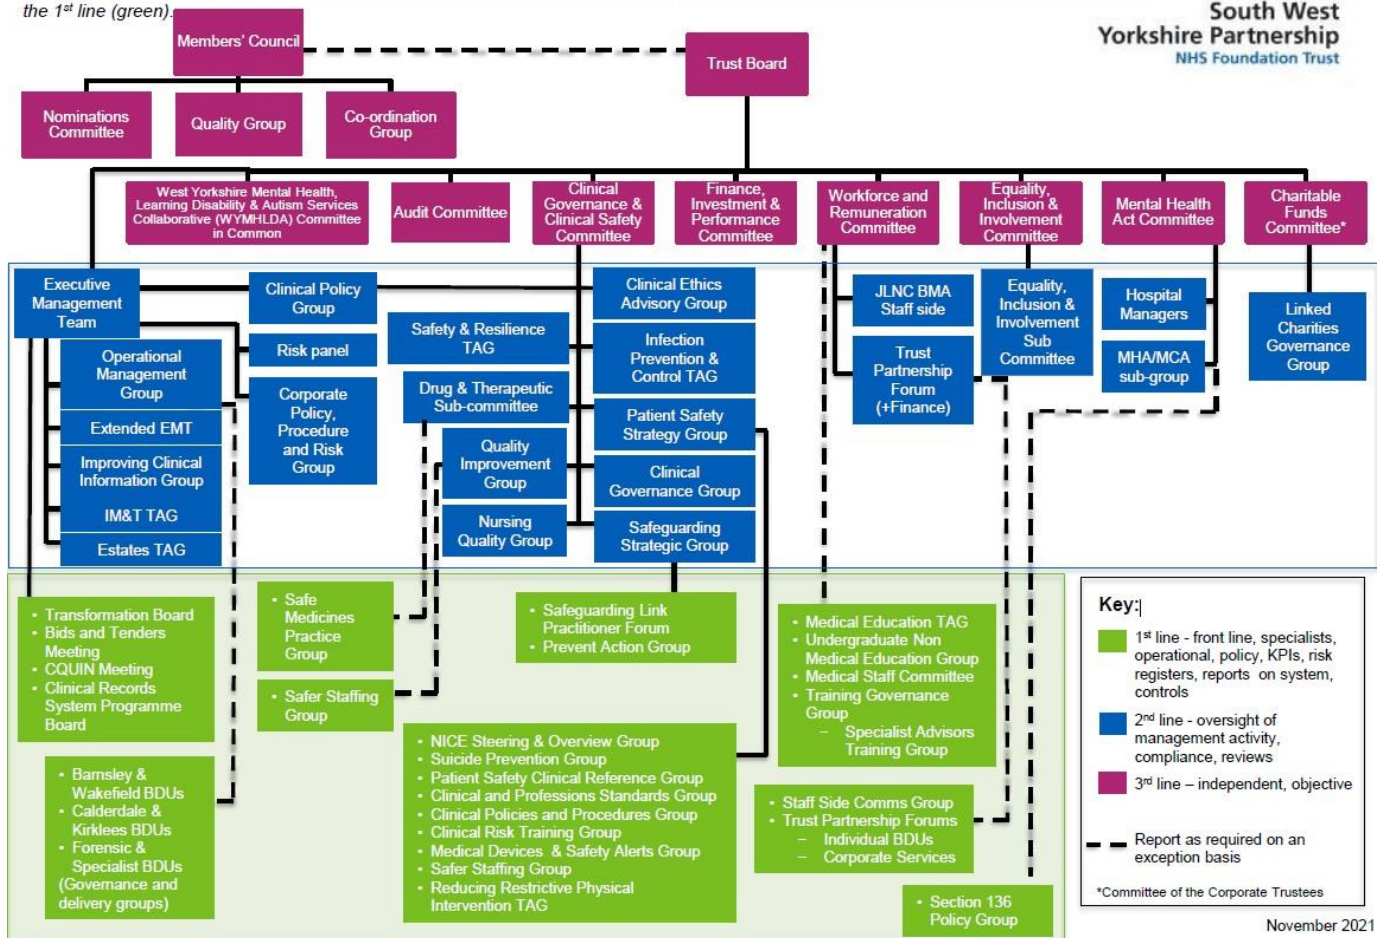 the 1st line (green).
South West
Yorkshire Partnership
NHS Foundation Trust
Members' Council
Trust Board
Nominations
Committee
Quality Group
Co-ordination
Group
West Yorkshire Mental Health,
Learning Disability & Autism Services
Collaborative (WYMHLDA) Committee
in Common
Audit Committee
Clinical
Governance &
Clinical Safety
Committee
Finance,
Investment &
Performance
Committee
Workforce and
Remuneration
Committee
Equality,
Inclusion &
Involvement
Committee
Mental Health
Act Committee
Charitable
Funds
Committee*
Executive
Management
Team
Clinical Policy
Group
Risk panel
Corporate
Policy,
Procedure
and Risk
Group
Operational
Management
Group
Extended EMT
Improving Clinical
Information Group
IM&T TAG
Estates TAG
Safety & Resilience
TAG
Drug & Therapeutic
Sub-committee
Quality
Improvement
Group
Nursing
Quality Group
Clinical Ethics
Advisory Group
Infection
Prevention &
Control TAG
Patient Safety
Strategy Group
Clinical
Governance Group
Safeguarding
Strategic Group
JLNC BMA
Staff side
Trust
Partnership
Forum
(+Finance)
Equality,
Inclusion &
Involvement
Sub
Committee
Hospital
Managers
MHA/MCA
sub-group
Linked
Charities
Governance
Group
• Transformation Board
• Bids and Tenders
Meeting
• CQUIN Meeting
• Clinical Records
System Programme
Board
• Barnsley &
Wakefield BDUs
• Calderdale &
Kirklees BDUs
• Forensic &
Specialist BDUs
(Governance and
delivery groups)
• Safe
Medicines
Practice
Group
• Safer Staffing
Group
• Safeguarding Link
Practitioner Forum
• Prevent Action Group
• NICE Steering & Overview Group
• Suicide Prevention Group
• Patient Safety Clinical Reference Group
• Clinical and Professions Standards Group
• Clinical Policies and Procedures Group
• Clinical Risk Training Group
• Medical Devices & Safety Alerts Group
• Safer Staffing Group
• Reducing Restrictive Physical
Intervention TAG
• Medical Education TAG
• Undergraduate Non
Medical Education Group
• Medical Staff Committee
• Training Governance
Group
– Specialist Advisors
Training Group
• Staff Side Comms Group
• Trust Partnership Forums
– Individual BDUs
– Corporate Services
• Section 136
Policy Group
Key:
1st line - front line, specialists,
operational, policy, KPIs, risk
registers, reports on system,
controls
2nd line - oversight of
management activity,
compliance, reviews
3rd line – independent, objective
Report as required on an
exception basis
*Committee of the Corporate Trustees
November 2021